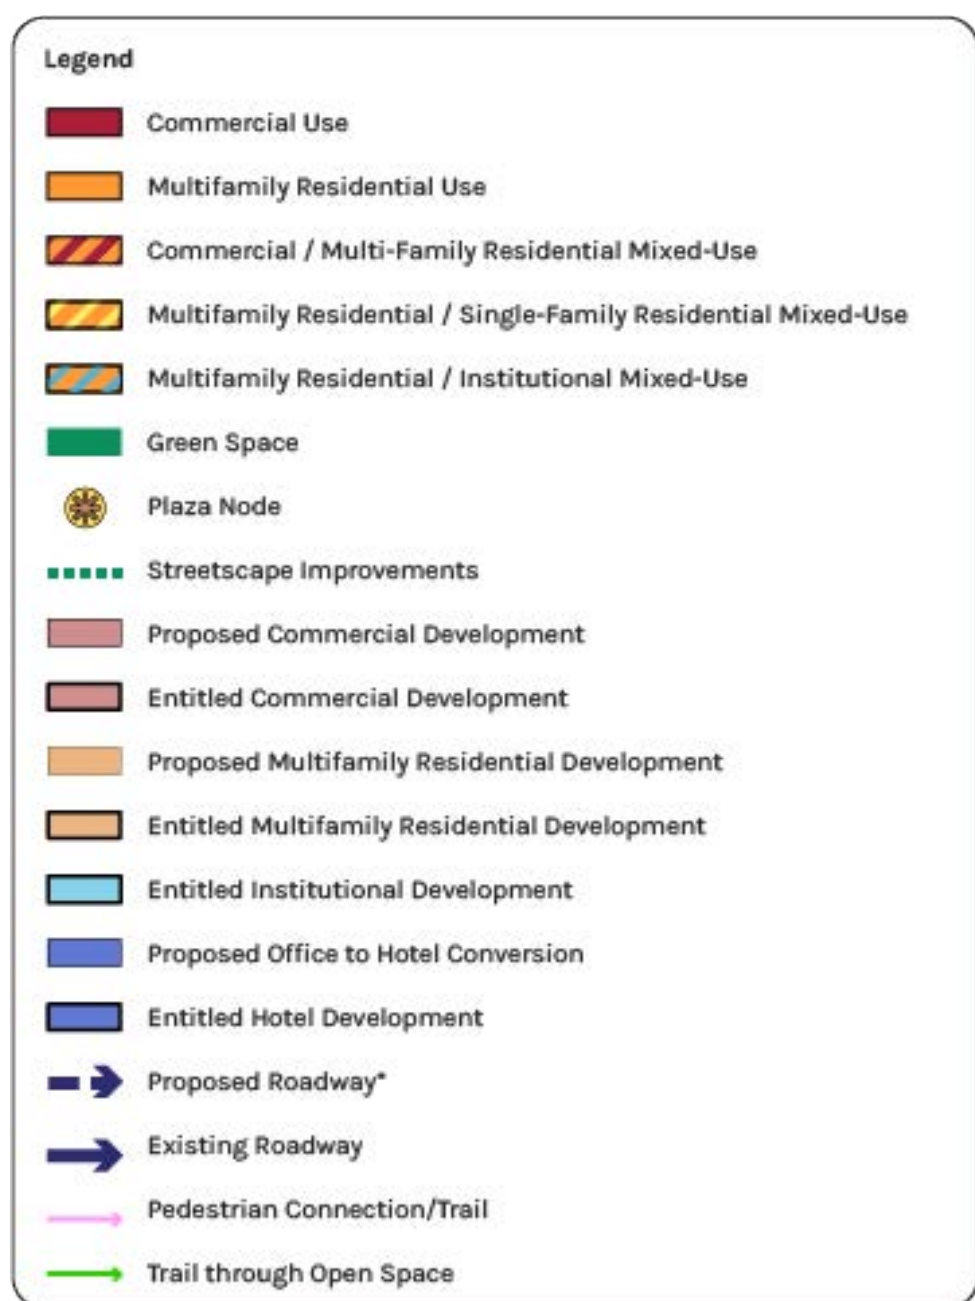 Legend
Commercial Use
Multifamily Residential Use
Commercial / Multi-Family Residential Mixed-Use
Multifamily Residential / Single-Family Residential Mixed-Use
Multifamily Residential / Institutional Mixed-Use
Green Space
Plaza Node
Streetscape Improvements
Proposed Commercial Development
Entitled Commercial Development
Proposed Multifamily Residential Development
Entitled Multifamily Residential Development
Entitled Institutional Development
Proposed Office to Hotel Conversion
Entitled Hotel Development
Proposed Roadway*
Existing Roadway
Pedestrian Connection/Trail
Trail through Open Space